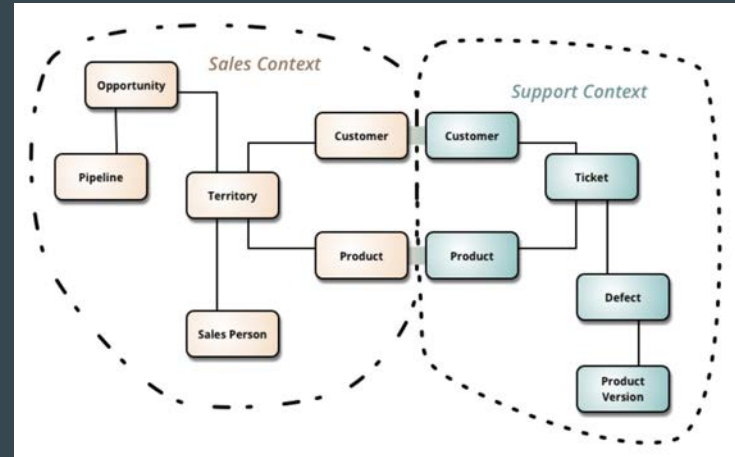 Sales Context
Opportunity
Support Context
Customer
Customer
Pipeline
Ticket
Territory
Product
Product
Defect
Sales Person
Product
Version